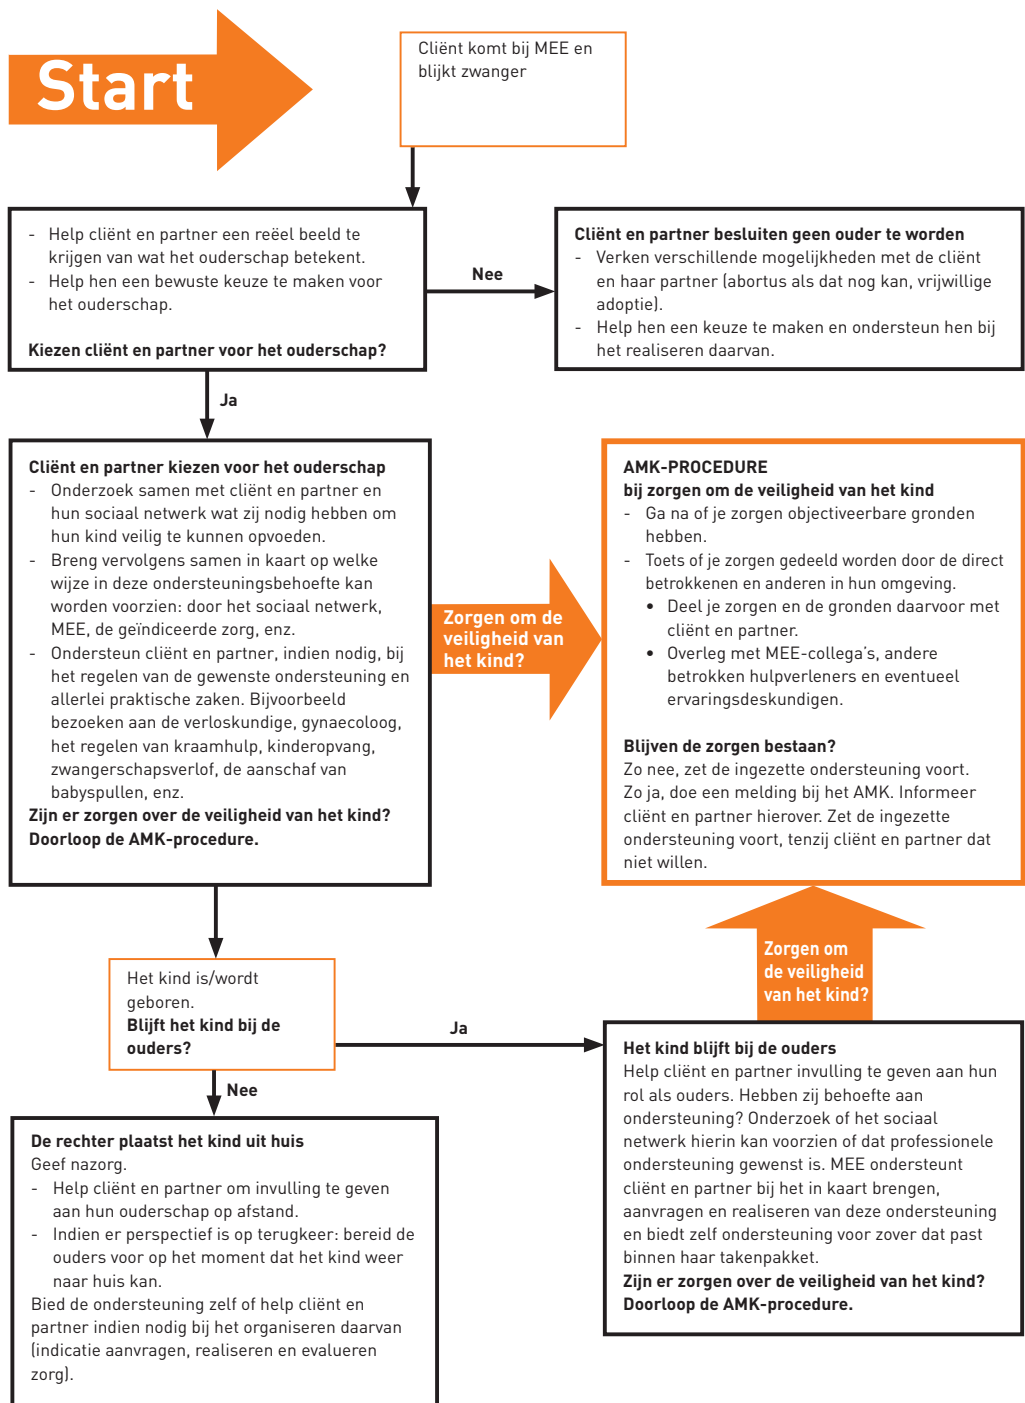 Start
Cliënt komt bij MEE en
blijkt zwanger
- Help cliënt en partner een reëel beeld te
krijgen van wat het ouderschap betekent.
- Help hen een bewuste keuze te maken voor
het ouderschap.
Kiezen cliënt en partner voor het ouderschap?
Nee
Cliënt en partner besluiten geen ouder te worden
- Verken verschillende mogelijkheden met de cliënt
en haar partner (abortus als dat nog kan, vrijwillige
adoptie).
- Help hen een keuze te maken en ondersteun hen bij
het realiseren daarvan.
Ja
Cliënt en partner kiezen voor het ouderschap
- Onderzoek samen met cliënt en partner en
hun sociaal netwerk wat zij nodig hebben om
hun kind veilig te kunnen opvoeden.
- Breng vervolgens samen in kaart op welke
wijze in deze ondersteuningsbehoefte kan
worden voorzien: door het sociaal netwerk,
MEE, de geïndiceerde zorg, enz.
- Ondersteun cliënt en partner, indien nodig, bij
het regelen van de gewenste ondersteuning en
allerlei praktische zaken. Bijvoorbeeld
bezoeken aan de verloskundige, gynaecoloog,
het regelen van kraamhulp, kinderopvang,
zwangerschapsverlof, de aanschaf van
babyspullen, enz.
Zijn er zorgen over de veiligheid van het kind?
Doorloop de AMK-procedure.
Zorgen om de
veiligheid van
het kind?
AMK-PROCEDURE
bij zorgen om de veiligheid van het kind
- Ga na of je zorgen objectiveerbare gronden
hebben.
- Toets of je zorgen gedeeld worden door de direct
betrokkenen en anderen in hun omgeving.
• Deel je zorgen en de gronden daarvoor met
cliënt en partner.
• Overleg met MEE-collega's, andere
betrokken hulpverleners en eventueel
ervaringsdeskundigen.
Blijven de zorgen bestaan?
Zo nee, zet de ingezette ondersteuning voort.
Zo ja, doe een melding bij het AMK. Informeer
cliënt en partner hierover. Zet de ingezette
ondersteuning voort, tenzij cliënt en partner dat
niet willen.
Zorgen om
de veiligheid
van het kind?
Het kind is/wordt
geboren.
Blijft het kind bij de
ouders?
Ja
Het kind blijft bij de ouders
Help cliënt en partner invulling te geven aan hun
rol als ouders. Hebben zij behoefte aan
ondersteuning? Onderzoek of het sociaal
netwerk hierin kan voorzien of dat professionele
ondersteuning gewenst is. MEE ondersteunt
cliënt en partner bij het in kaart brengen,
aanvragen en realiseren van deze ondersteuning
en biedt zelf ondersteuning voor zover dat past
binnen haar takenpakket.
Zijn er zorgen over de veiligheid van het kind?
Doorloop de AMK-procedure.
Nee
De rechter plaatst het kind uit huis
Geef nazorg.
- Help cliënt en partner om invulling te geven
aan hun ouderschap op afstand.
- Indien er perspectief is op terugkeer: bereid de
ouders voor op het moment dat het kind weer
naar huis kan.
Bied de ondersteuning zelf of help cliënt en
partner indien nodig bij het organiseren daarvan
(indicatie aanvragen, realiseren en evalueren
zorg).